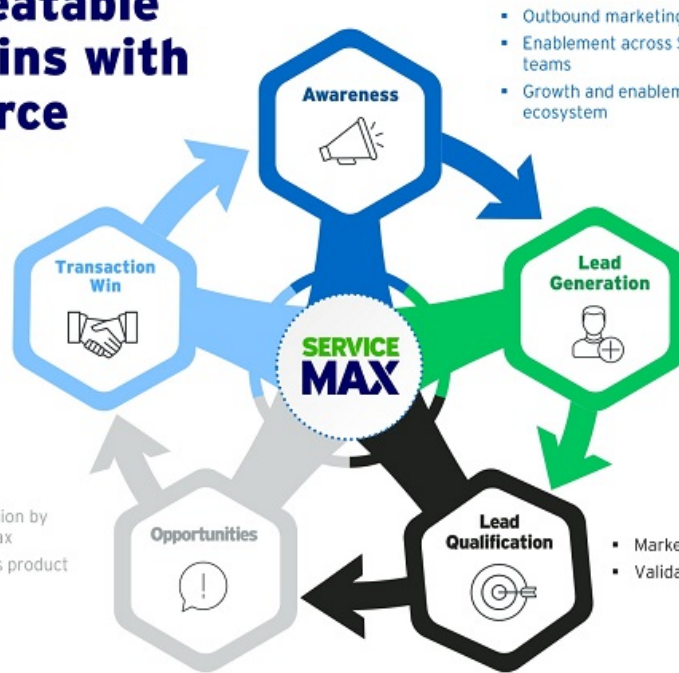 eatable
ins with
rce
Outbound marketing
Enablement across S
teams
Growth and enablem
ecosystem
Awareness
Transaction
Win
Lead
Generation
SERVICE
MAX
ion by
ax
s product
Opportunities
Lead
Qualification
Marke
Valida